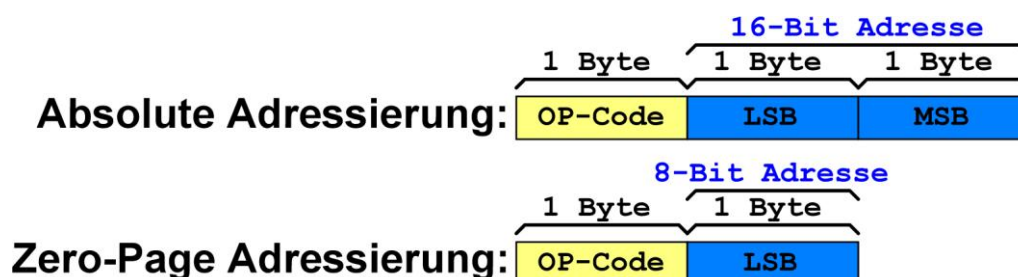 16-Bit Adresse
1 Byte 1 Byte 1 Byte
Absolute Adressierung: OP-Code LSB MSB
8-Bit Adresse
1 Byte 1 Byte
Zero-Page Adressierung: OP-Code LSB